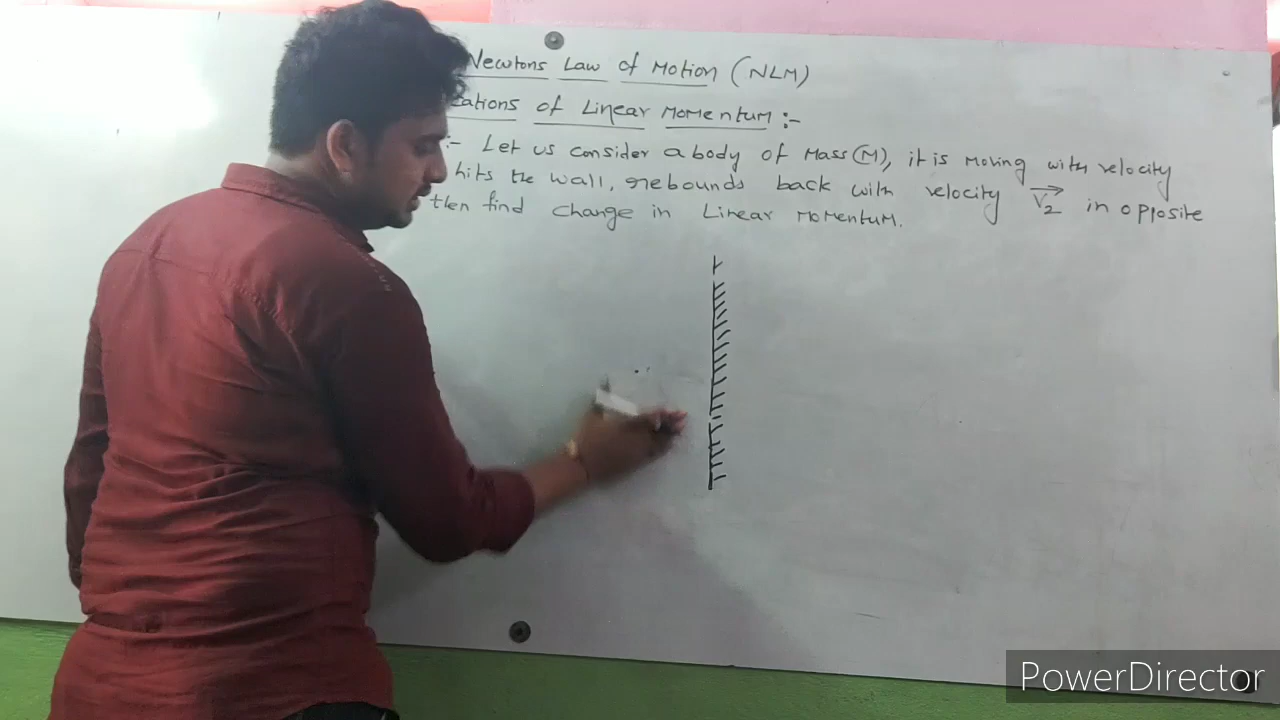 Newtons Law of Motion (NLM)
cations of Linear Momentum :-
:- Let us consider a body of Mass (M), it is moving with velocity
hits the wall, rebounds back with velocity V₂ in opposite
then find change in Linear Momentum.
PowerDirector